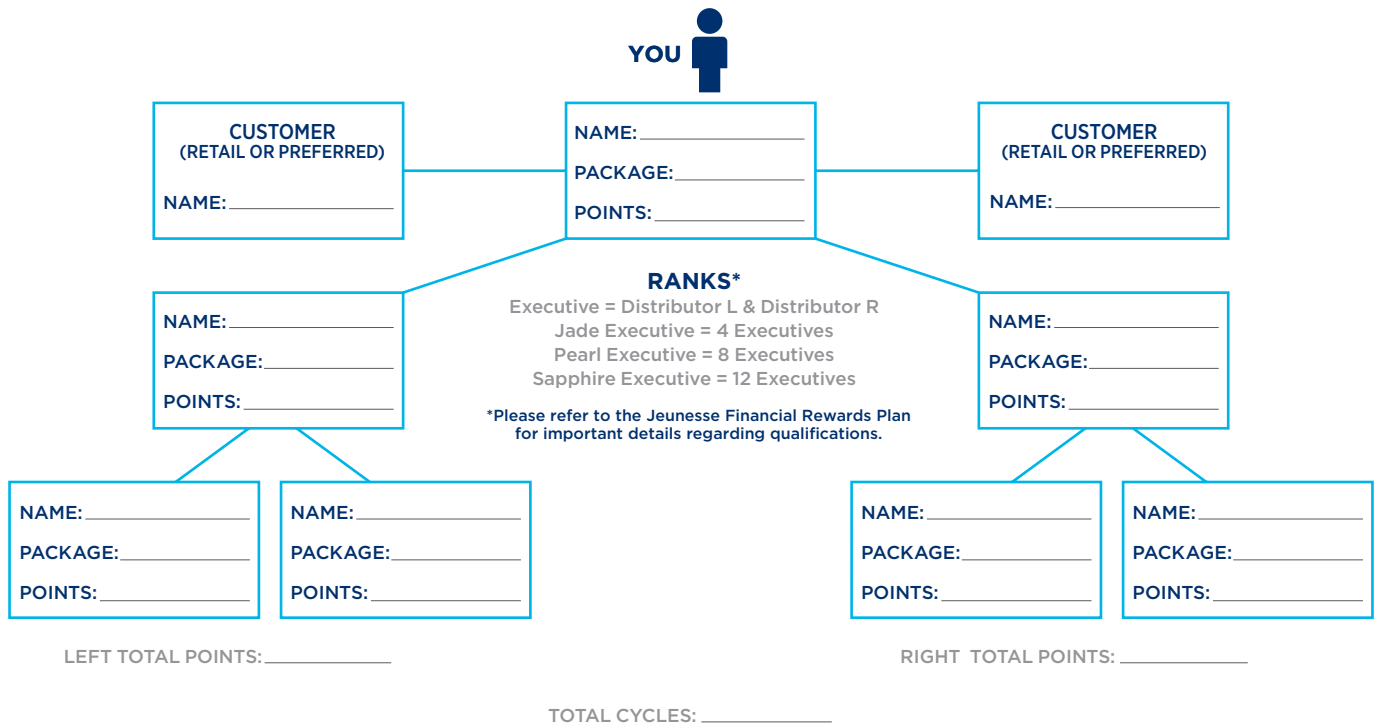 YOU
CUSTOMER
(RETAIL OR PREFERRED)
NAME:
NAME:
PACKAGE:
POINTS:
CUSTOMER
(RETAIL OR PREFERRED)
NAME:
RANKS*
Executive = Distributor L & Distributor R
Jade Executive = 4 Executives
Pearl Executive = 8 Executives
Sapphire Executive = 12 Executives
*Please refer to the Jeunesse Financial Rewards Plan
for important details regarding qualifications.
NAME:
PACKAGE:
POINTS:
NAME:
PACKAGE:
POINTS:
NAME:
PACKAGE:
POINTS:
NAME:
PACKAGE:
POINTS:
NAME:
PACKAGE:
POINTS:
NAME:
PACKAGE:
POINTS:
LEFT TOTAL POINTS:
RIGHT TOTAL POINTS:
TOTAL CYCLES: